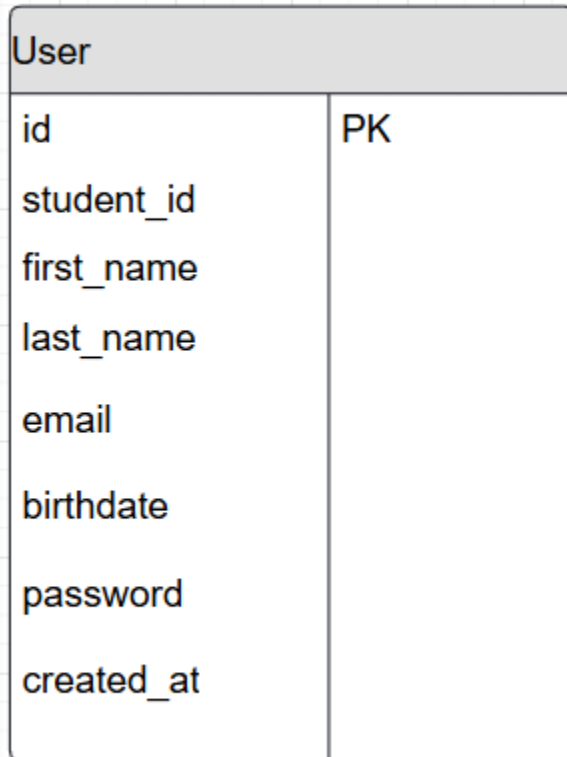 User
id PK
student_id
first_name
last_name
email
birthdate
password
created_at